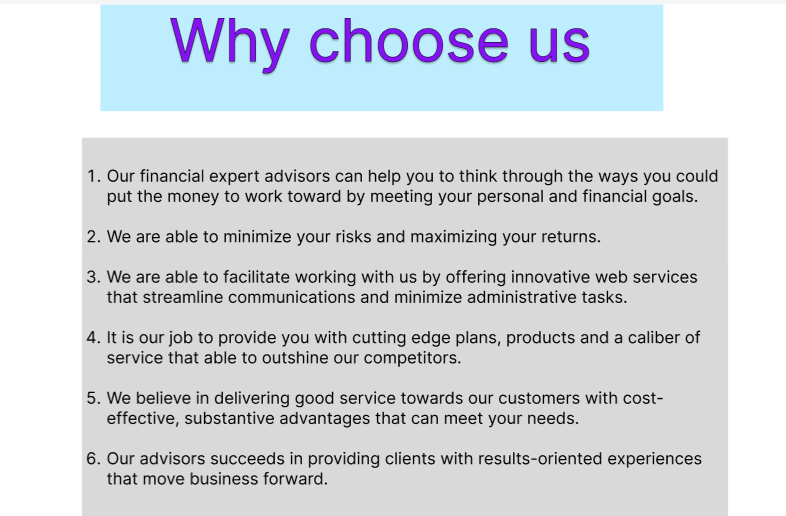 Why choose us
1. Our financial expert advisors can help you to think through the ways you could
put the money to work toward by meeting your personal and financial goals.
2. We are able to minimize your risks and maximizing your returns.
3. We are able to facilitate working with us by offering innovative web services
that streamline communications and minimize administrative tasks.
4. It is our job to provide you with cutting edge plans, products and a caliber of
service that able to outshine our competitors.
5. We believe in delivering good service towards our customers with cost-
effective, substantive advantages that can meet your needs.
6. Our advisors succeeds in providing clients with results-oriented experiences
that move business forward.